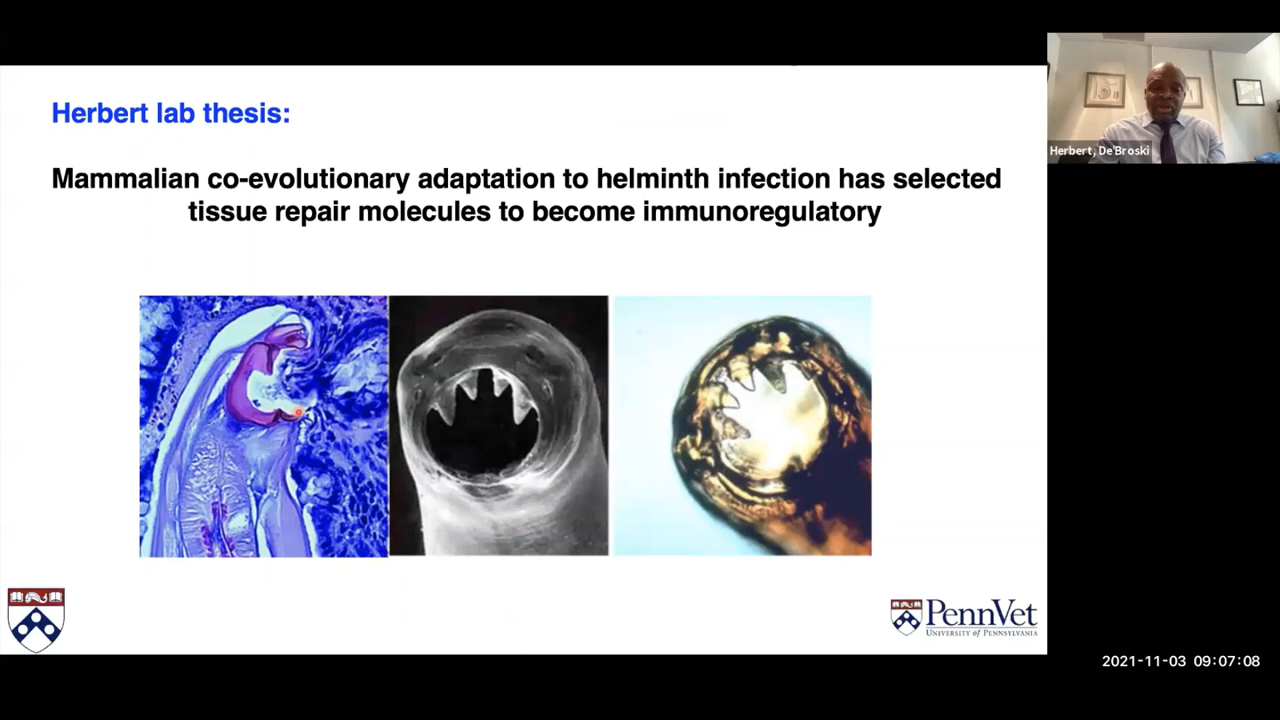 Herbert lab thesis:
Mammalian co-evolutionary adaptation to helminth infection has selected
tissue repair molecules to become immunoregulatory
Herbert, De'Broski
PennVet
UNIVERSITY of PENNSYLVANIA
2021-11-03 09:07:08